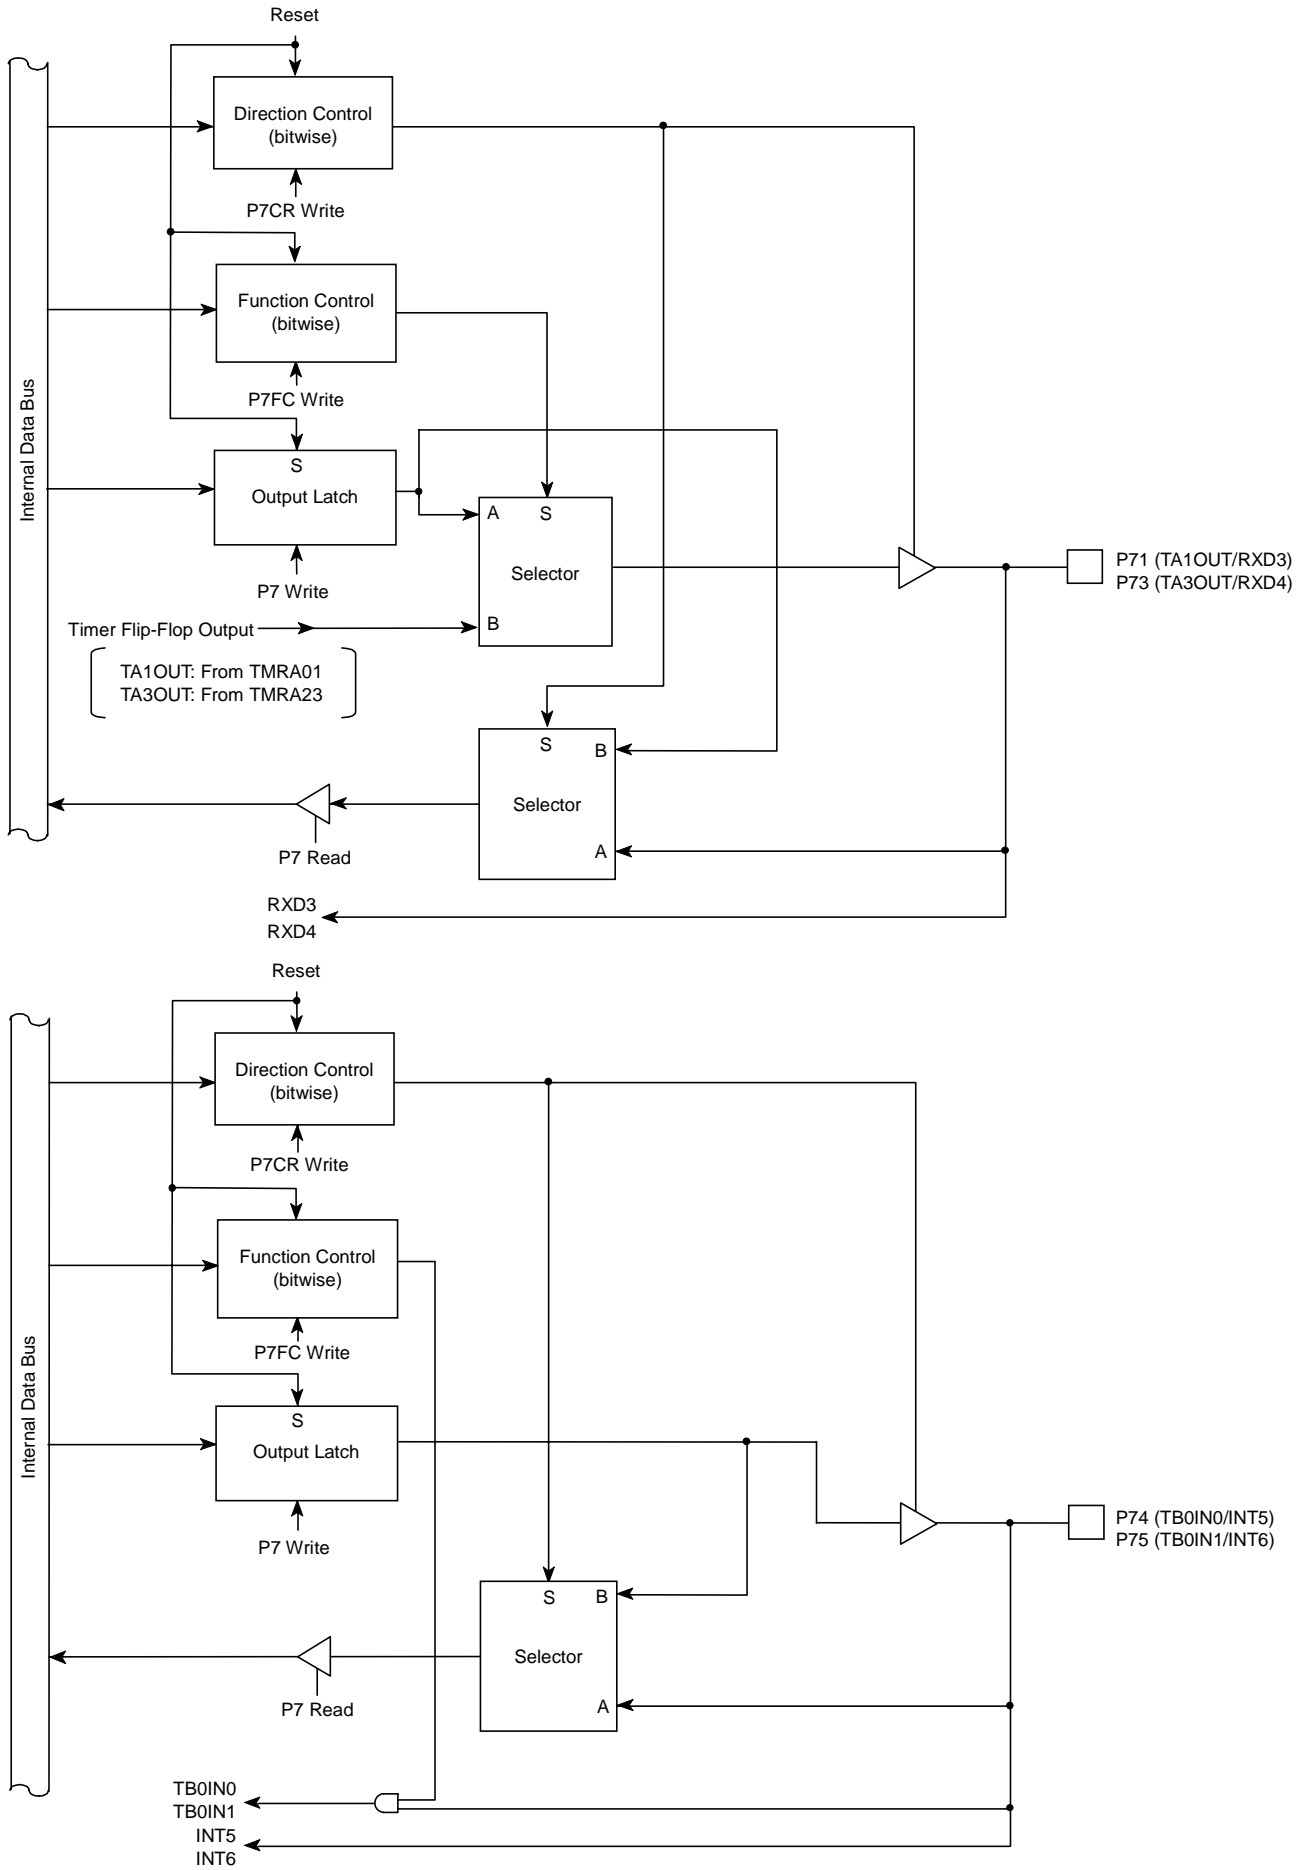 Reset
Direction Control
(bitwise)
P7CR Write
Function Control
(bitwise)
P7FC Write
Internal Data Bus
S
Output Latch
A
S
Selector
P71 (TA1OUT/RXD3)
P73 (TA3OUT/RXD4)
P7 Write
Timer Flip-Flop Output
B
TA1OUT: From TMRA01
TA3OUT: From TMRA23
S
B
Selector
P7 Read
A
RXD3
RXD4
Reset
Direction Control
(bitwise)
P7CR Write
Function Control
(bitwise)
P7FC Write
Internal Data Bus
S
Output Latch
P74 (TB0IN0/INT5)
P75 (TB0IN1/INT6)
P7 Write
S
B
Selector
P7 Read
A
TB0IN0
TB0IN1
INT5
INT6